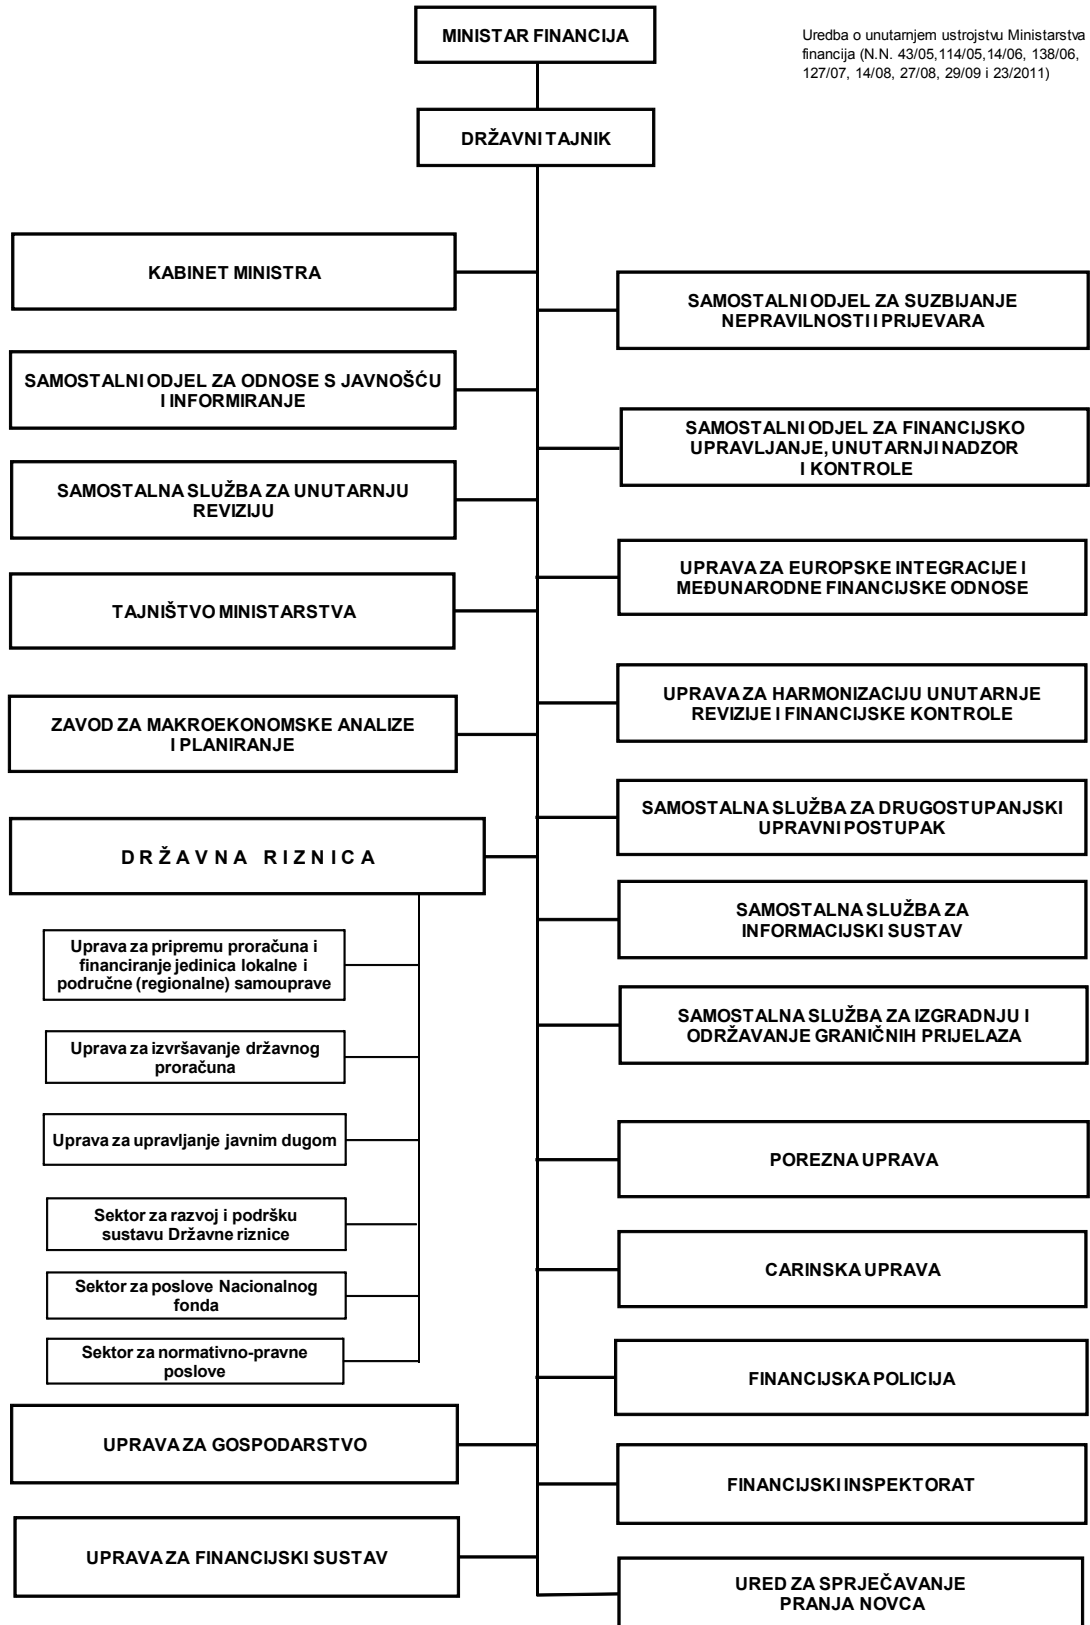 MINISTAR FINANCIJA
Uredba o unutarnjem ustrojstvu Ministarstva
financija (N.N. 43/05,114/05,14/06, 138/06,
127/07, 14/08, 27/08, 29/09 i 23/2011)
DRŽAVNI TAJNIK
KABINET MINISTRA
SAMOSTALNI ODJEL ZA ODNOSE S JAVNOŠĆU
I INFORMIRANJE
SAMOSTALNA SLUŽBA ZA UNUTARNJU
REVIZIJU
TAJNIŠTVO MINISTARSTVA
ZAVOD ZA MAKROEKONOMSKE ANALIZE
I PLANIRANJE
DRŽAVNA RIZNICA
Uprava za pripremu proračuna i
financiranje jedinica lokalne i
područne (regionalne) samouprave
Uprava za izvršavanje državnog
proračuna
Uprava za upravljanje javnim dugom
Sektor za razvoj i podršku
sustavu Državne riznice
Sektor za poslove Nacionalnog
fonda
Sektor za normativno-pravne
poslove
UPRAVA ZA GOSPODARSTVO
UPRAVA ZA FINANCIJSKI SUSTAV
SAMOSTALNI ODJEL ZA SUZBIJANJE
NEPRAVILNOSTI I PRIJEVARA
SAMOSTALNI ODJEL ZA FINANCIJSKO
UPRAVLJANJE, UNUTARNJI NADZOR
I KONTROLE
UPRAVA ZA EUROPSKE INTEGRACIJE I
MEĐUNARODNE FINANCIJSKE ODNOSE
UPRAVA ZA HARMONIZACIJU UNUTARNJE
REVIZIJE I FINANCIJSKE KONTROLE
SAMOSTALNA SLUŽBA ZA DRUGOSTUPANJSKI
UPRAVNI POSTUPAK
SAMOSTALNA SLUŽBA ZA
INFORMACIJSKI SUSTAV
SAMOSTALNA SLUŽBA ZA IZGRADNJU I
ODRŽAVANJE GRANIČNIH PRIJELAZA
POREZNA UPRAVA
CARINSKA UPRAVA
FINANCIJSKA POLICIJA
FINANCIJSKI INSPEKTORAT
URED ZA SPRJEČAVANJE
PRANJA NOVCA